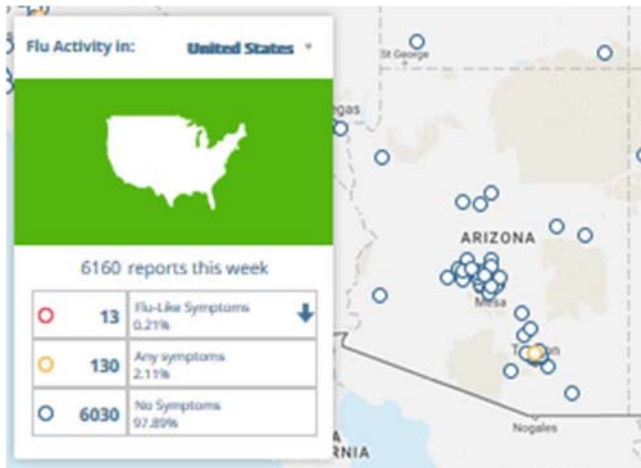 Flu Activity in: United States
6160 reports this week
13 Flu-Like Symptoms
0.21%
130 Any symptoms
2.11%
6030 No Symptoms
97.89%
St George
egas
ARIZONA
Mesa
Nogales
A
RNIA